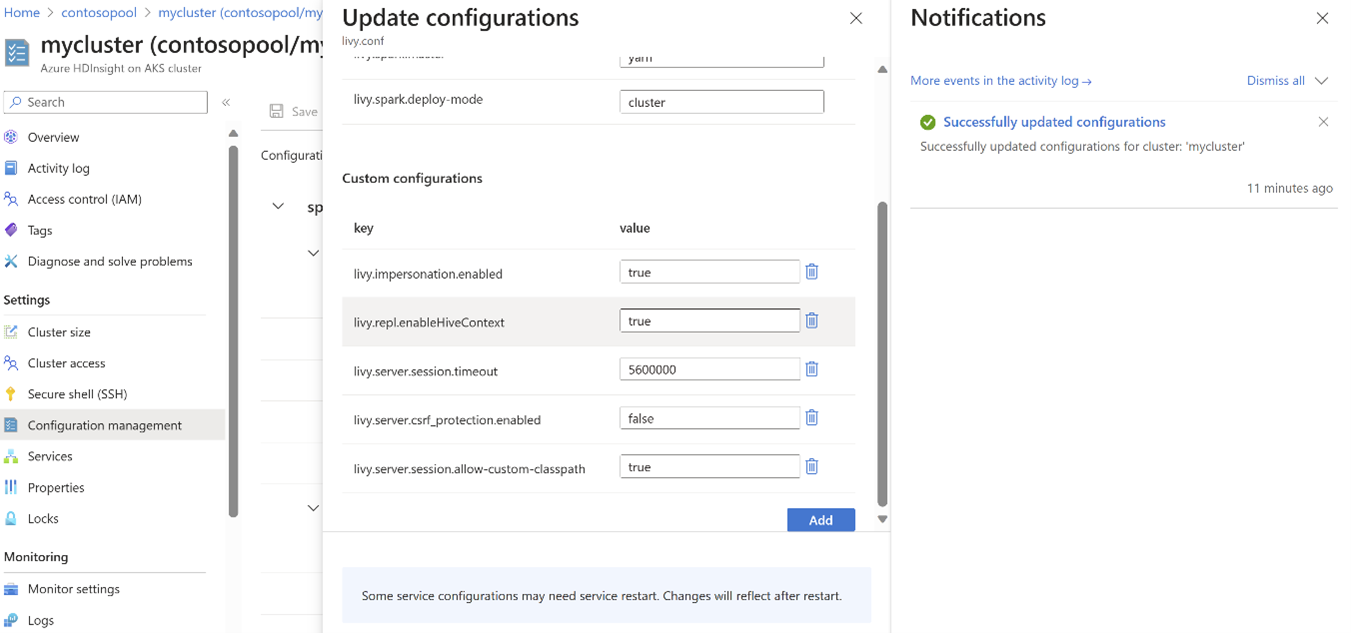 Home > contosopool > mycluster (contosopool/my
mycluster (contosopool/my
Azure HDInsight on AKS cluster
Search
«
Overview
Activity log
Access control (IAM)
Tags
Diagnose and solve problems
Settings
Cluster size
Cluster access
Secure shell (SSH)
Configuration management
Services
Properties
Locks
Monitoring
Monitor settings
Logs
Save
Configurati
sp
Update configurations
livy.conf
yarn
livy.spark.deploy-mode cluster
Custom configurations
key value
livy.impersonation.enabled true
livy.repl.enableHiveContext true
livy.server.session.timeout 5600000
livy.server.csrf_protection.enabled false
livy.server.session.allow-custom-classpath true
Add
Some service configurations may need service restart. Changes will reflect after restart.
Notifications
More events in the activity log → Dismiss all
Successfully updated configurations
Successfully updated configurations for cluster: 'mycluster'
11 minutes ago